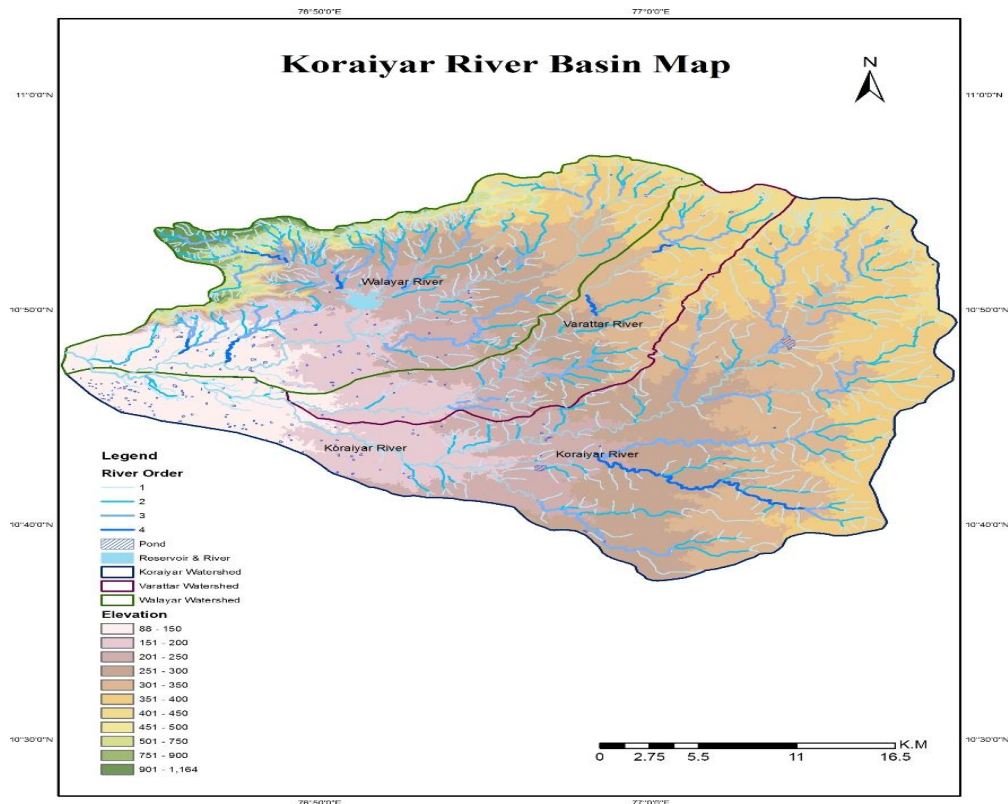 76°50'0"E
77°0'0"E
Koraiyar River Basin Map
N
11°0'0"N
11°0'0"N
Walayar River
10°50'0"N
10°50'0"N
Varattar River
Koraiyar River
Koraiyar River
Legend
River Order
1
2
3
4
Pond
Reservoir & River
Koraiyar Watershed
Varattar Watershed
Walayar Watershed
10°40'0"N
10°40'0"N
Elevation
88 - 150
151 - 200
201 - 250
251 - 300
301 - 350
351 - 400
401 - 450
451 - 500
501 - 750
751 - 900
901 - 1,164
10°30'0"N
10°30'0"N
K.M
0 2.75 5.5 11 16.5
76°50'0"E
77°0'0"E